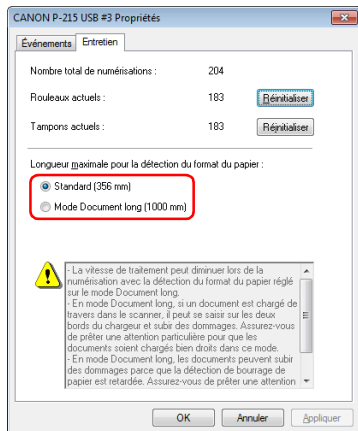 CANON P-215 USB #3 Propriétés
Événements Entretien
Nombre total de numérisations : 204
Rouleaux actuels : 183 Réinitialiser
Tampons actuels : 183 Réinitialiser
Longueur maximale pour la détection du format du papier :
Standard (356 mm)
Mode Document long (1000 mm)
- La vitesse de traitement peut diminuer lors de la
numérisation avec la détection du format du papier réglé
sur le mode Document long.
- En mode Document long, si un document est chargé de
travers dans le scanner, il peut se saisir sur les deux
bords du chargeur et subir des dommages. Assurez-vous
de prêter une attention particulière pour que les
documents soient chargés bien droits dans ce mode.
- En mode Document long, les documents peuvent subir
des dommages parce que la détection de bourrage de
papier est retardée. Assurez-vous de prêter une attention
OK Annuler Appliquer